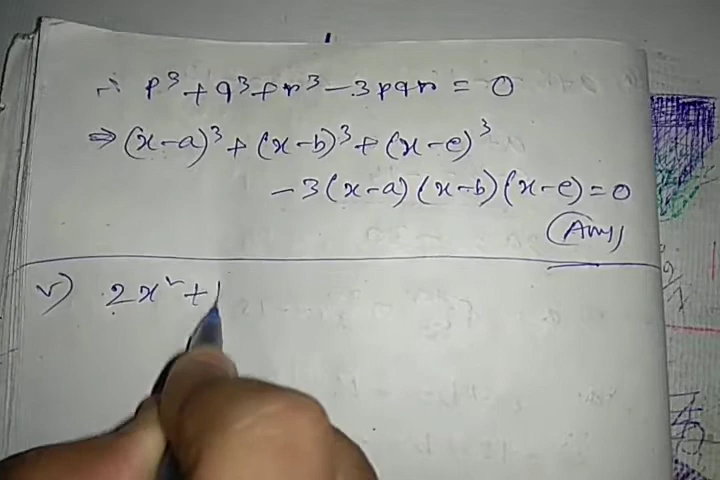 ∴ p³ + q³ + r³ − 3pqr = 0
⇒ (x−a)³ + (x−b)³ + (x−c)³
− 3(x−a)(x−b)(x−c) = 0
(Ans)
v) 2x² +